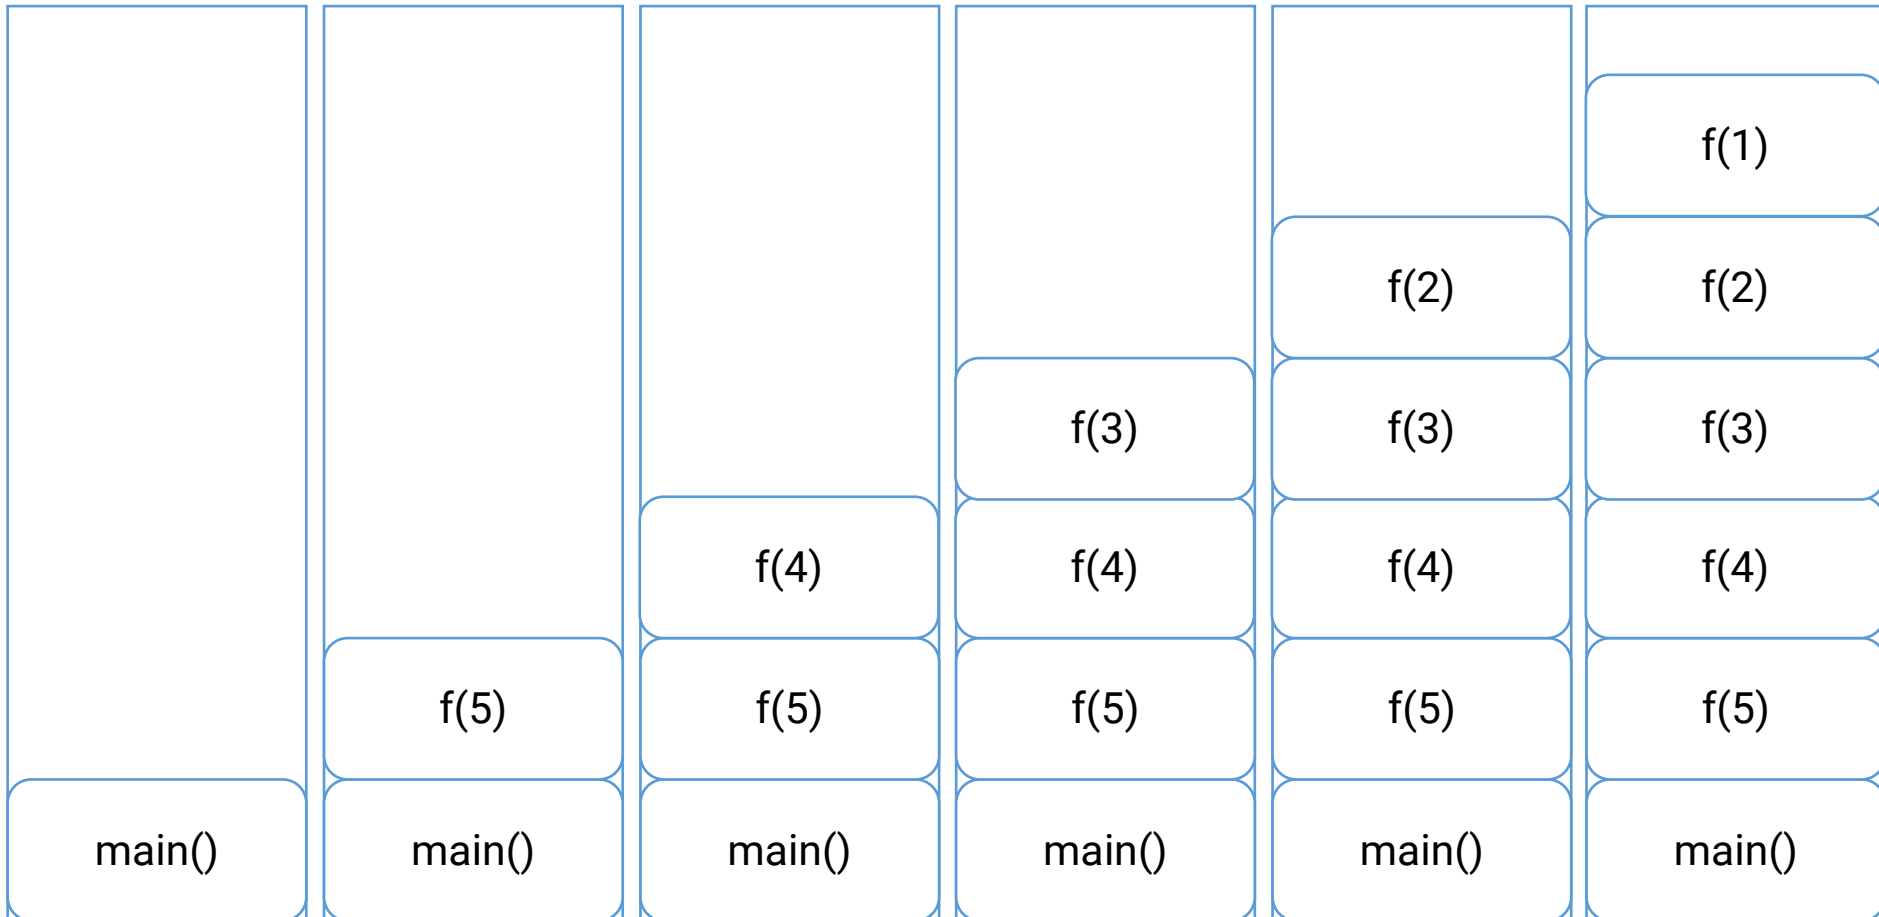 f(1)
f(2) f(2)
f(3) f(3) f(3)
f(4) f(4) f(4) f(4)
f(5) f(5) f(5) f(5) f(5)
main() main() main() main() main() main()